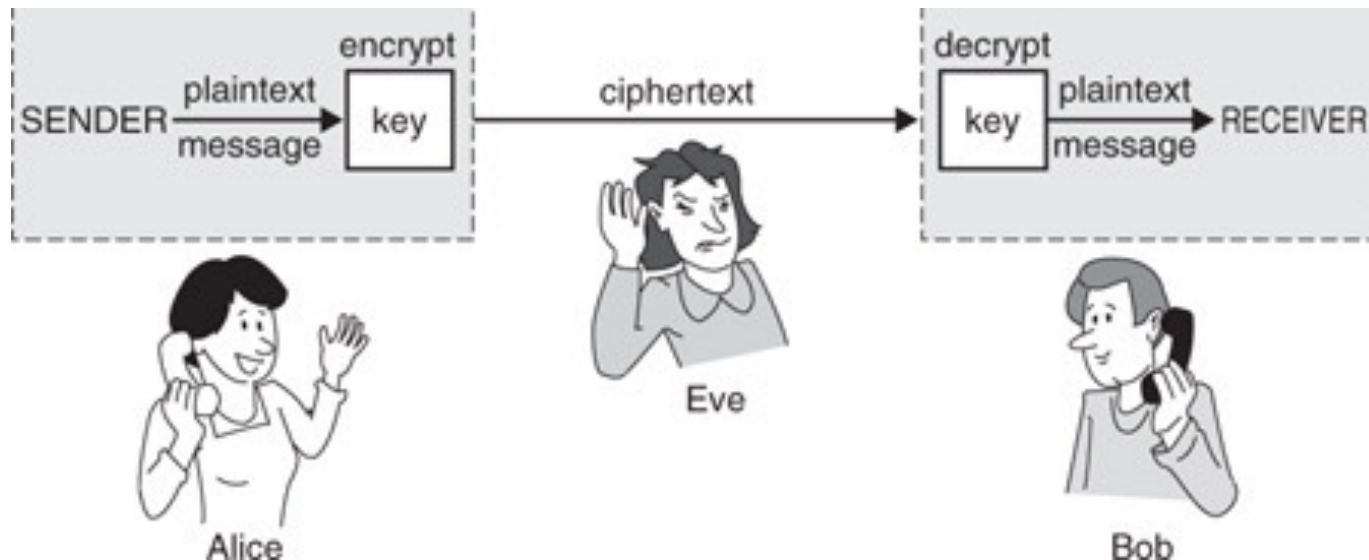 encrypt
decrypt
plaintext
ciphertext
plaintext
SENDER
key
key
RECEIVER
message
message
Eve
Alice
Bob